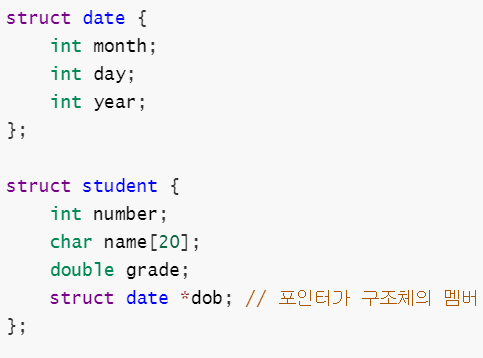 struct date {
    int month;
    int day;
    int year;
};

struct student {
    int number;
    char name[20];
    double grade;
    struct date *dob; // 포인터가 구조체의 멤버
};